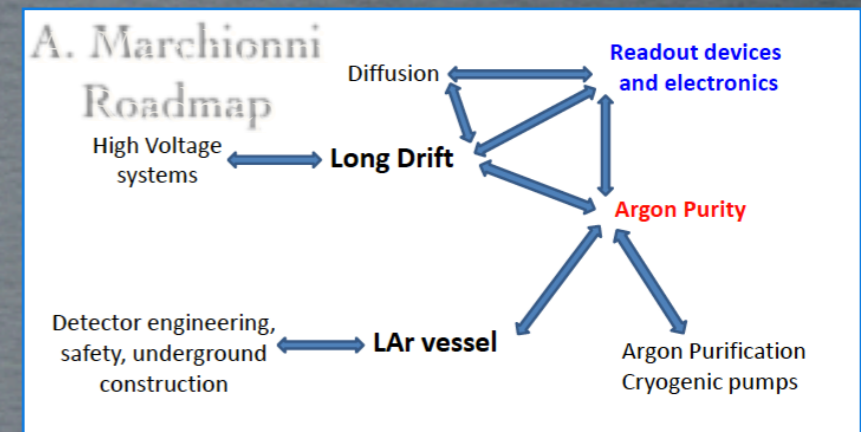 A. Marchionni
Roadmap
Diffusion
Readout devices
and electronics
High Voltage
systems
Long Drift
Argon Purity
Detector engineering,
safety, underground
construction
LAr vessel
Argon Purification
Cryogenic pumps